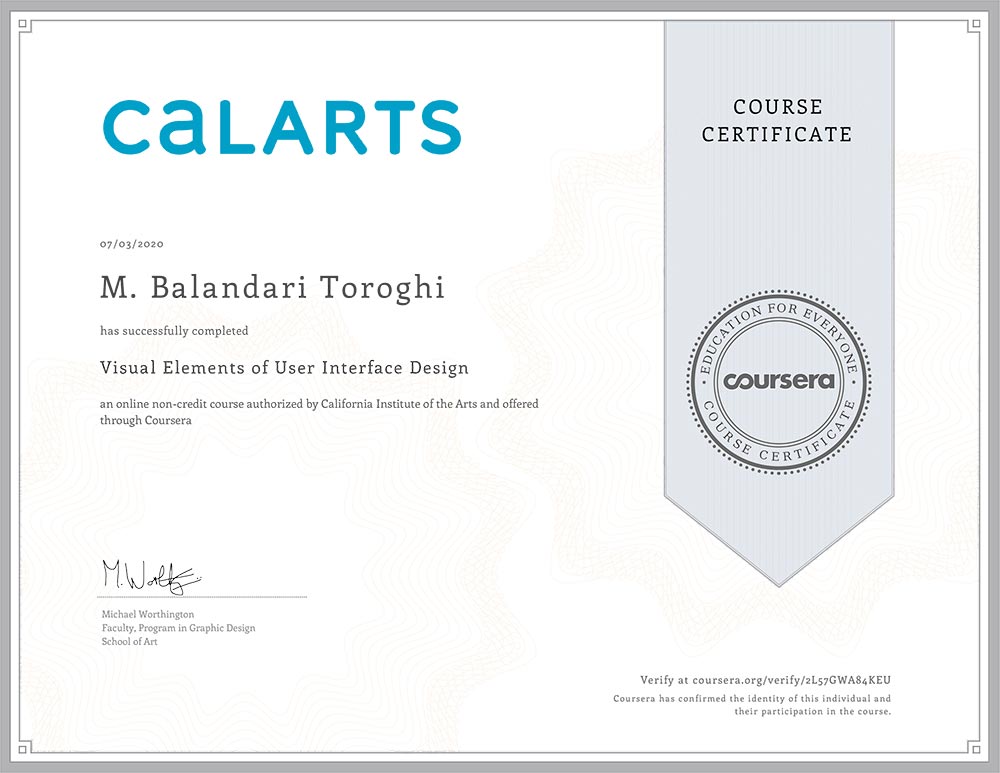 CaLARTS
COURSE
CERTIFICATE
07/03/2020
M. Balandari Toroghi
has successfully completed
Visual Elements of User Interface Design
an online non-credit course authorized by California Institute of the Arts and offered
through Coursera
EDUCATION FOR EVERYONE
coursera
COURSE CERTIFICATE
Michael Worthington
Faculty, Program in Graphic Design
School of Art
Verify at coursera.org/verify/2L57GWA84KEU
Coursera has confirmed the identity of this individual and
their participation in the course.